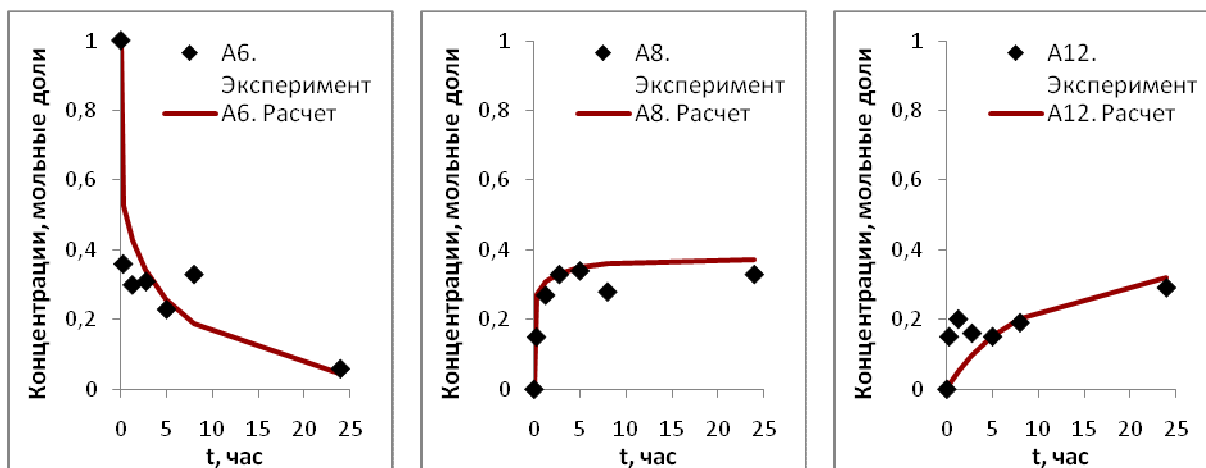 Концентрации, мольные доли
1
0,8
0,6
0,4
0,2
0
0 5 10 15 20 25
t, час
А6.
Эксперимент
А6. Расчет
Концентрации, мольные доли
1
0,8
0,6
0,4
0,2
0
0 5 10 15 20 25
t, час
А8.
Эксперимент
А8. Расчет
Концентрации, мольные доли
1
0,8
0,6
0,4
0,2
0
0 5 10 15 20 25
t, час
А12.
Эксперимент
А12. Расчет